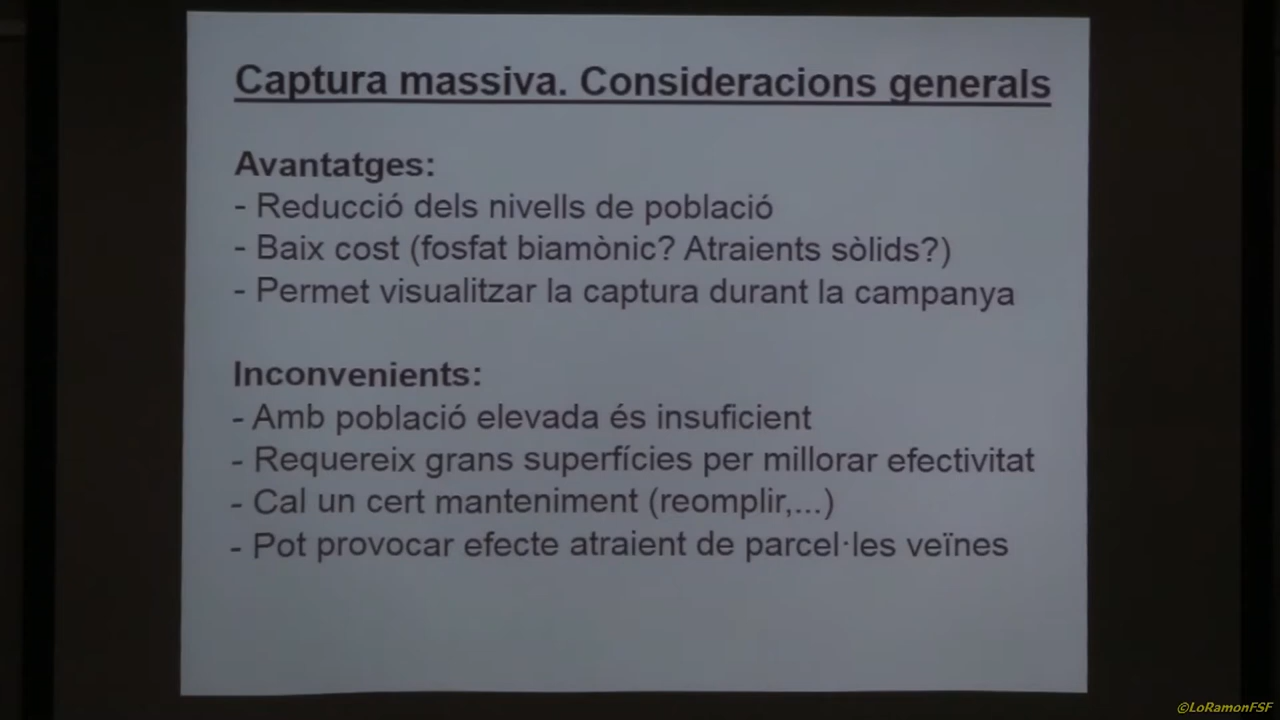 Captura massiva. Consideracions generals
Avantatges:
- Reducció dels nivells de població
- Baix cost (fosfat biamònic? Atraients sòlids?)
- Permet visualitzar la captura durant la campanya
Inconvenients:
- Amb població elevada és insuficient
- Requereix grans superfícies per millorar efectivitat
- Cal un cert manteniment (reomplir,...)
- Pot provocar efecte atraient de parcel·les veïnes
©LoRamonFSF